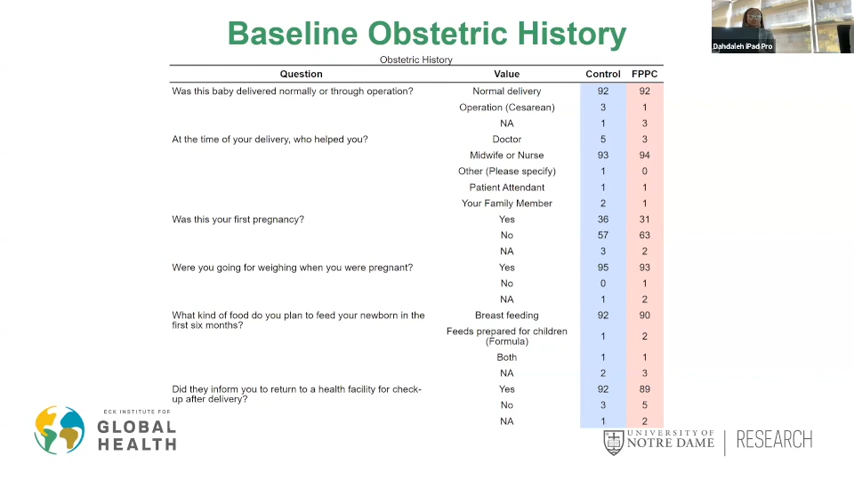 Baseline Obstetric History
Dahdaleh iPad Pro
Obstetric History
Question Value Control FPPC
Was this baby delivered normally or through operation? Normal delivery 92 92
Operation (Cesarean) 3 1
NA 1 3
At the time of your delivery, who helped you? Doctor 5 3
Midwife or Nurse 93 94
Other (Please specify) 1 0
Patient Attendant 1 1
Your Family Member 2 1
Was this your first pregnancy? Yes 36 31
No 57 63
NA 3 2
Were you going for weighing when you were pregnant? Yes 95 93
No 0 1
NA 1 2
What kind of food do you plan to feed your newborn in the Breast feeding 92 90
first six months?
Feeds prepared for children
(Formula) 1 2
Both 1 1
NA 2 3
Did they inform you to return to a health facility for check- Yes 92 89
up after delivery?
No 3 5
NA 1 2
ECK INSTITUTE FOR
GLOBAL
HEALTH
UNIVERSITY OF
NOTRE DAME
RESEARCH